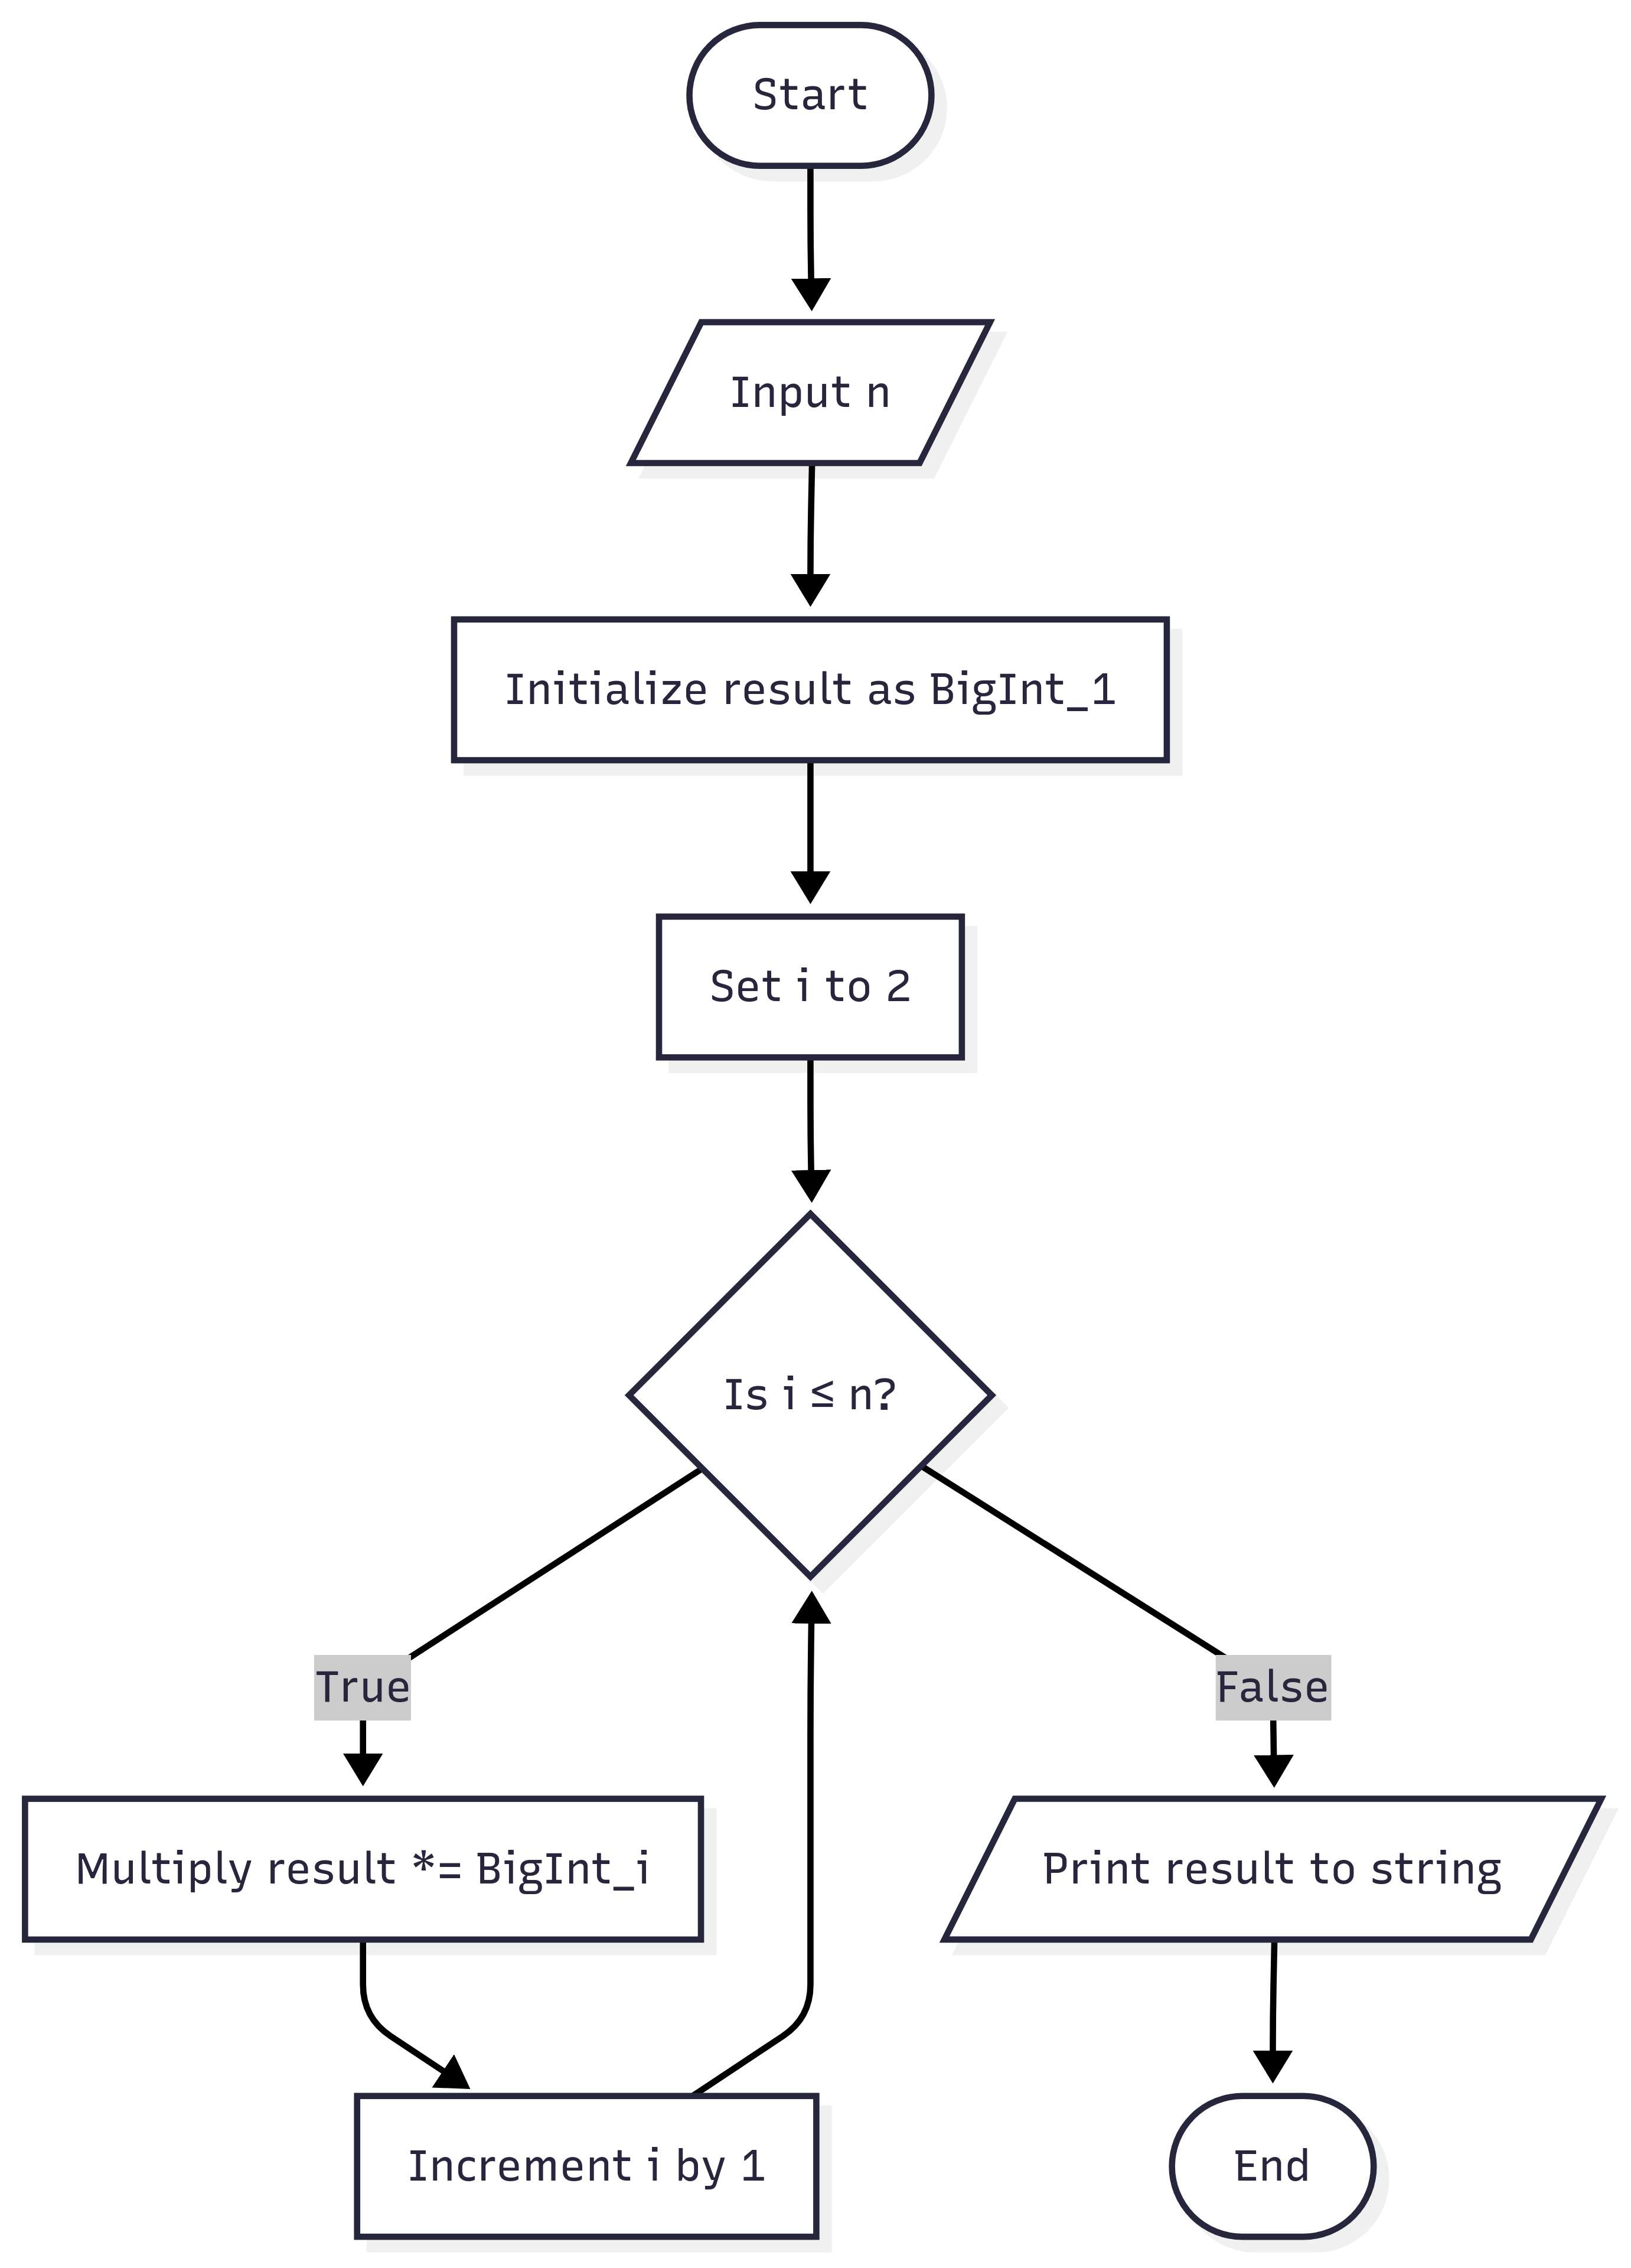 Start
Input n
Initialize result as BigInt_1
Set i to 2
Is i ≤ n?
True
False
Multiply result *= BigInt_i
Print result to string
Increment i by 1
End